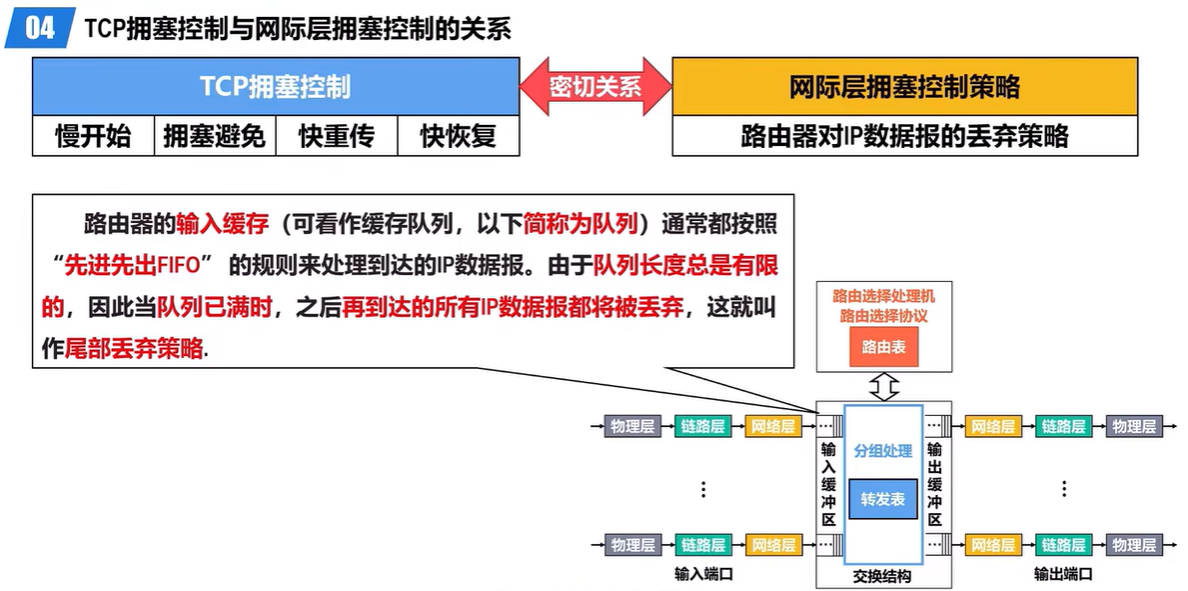 04 TCP拥塞控制与网际层拥塞控制的关系
TCP拥塞控制
密切关系
网际层拥塞控制策略
慢开始 拥塞避免 快重传 快恢复
路由器对IP数据报的丢弃策略
路由器的输入缓存（可看作缓存队列，以下简称为队列）通常都按照
“先进先出FIFO” 的规则来处理到达的IP数据报。由于队列长度总是有限
的，因此当队列已满时，之后再到达的所有IP数据报都将被丢弃，这就叫
作尾部丢弃策略.
路由选择处理机
路由选择协议
路由表
物理层 链路层 网络层 … … 网络层 链路层 物理层
输入缓冲区
分组处理
转发表
输出缓冲区
⋮ ⋮
物理层 链路层 网络层 … … 网络层 链路层 物理层
输入端口 交换结构 输出端口